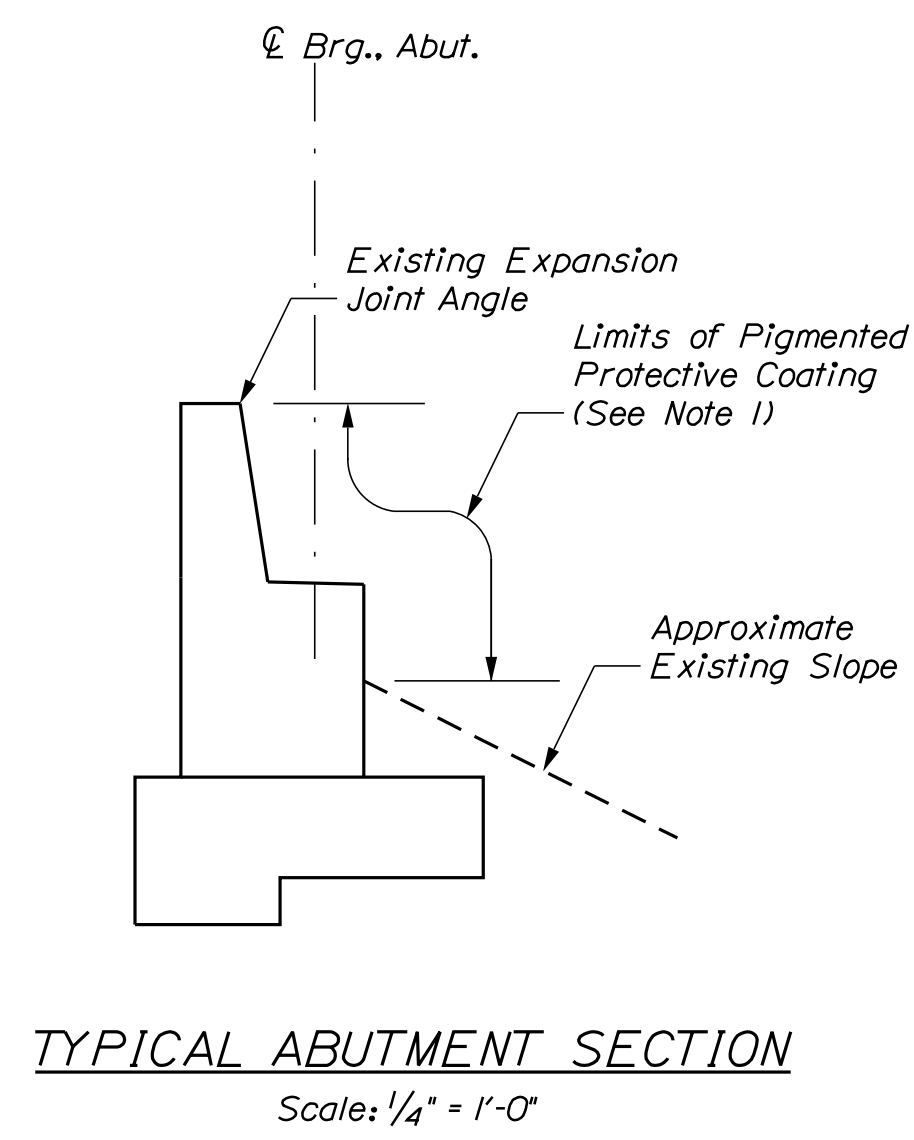 ℄ Brg., Abut.
Existing Expansion
Joint Angle
Limits of Pigmented
Protective Coating
(See Note 1)
Approximate
Existing Slope
TYPICAL ABUTMENT SECTION
Scale: 1/4" = 1'-0"